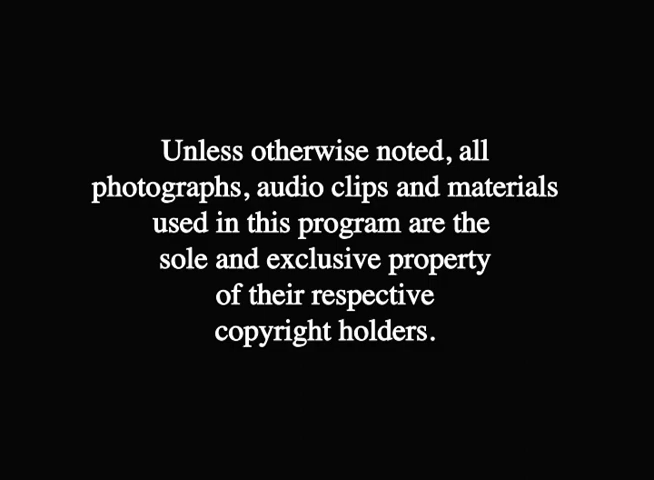 Unless otherwise noted, all
photographs, audio clips and materials
used in this program are the
sole and exclusive property
of their respective
copyright holders.